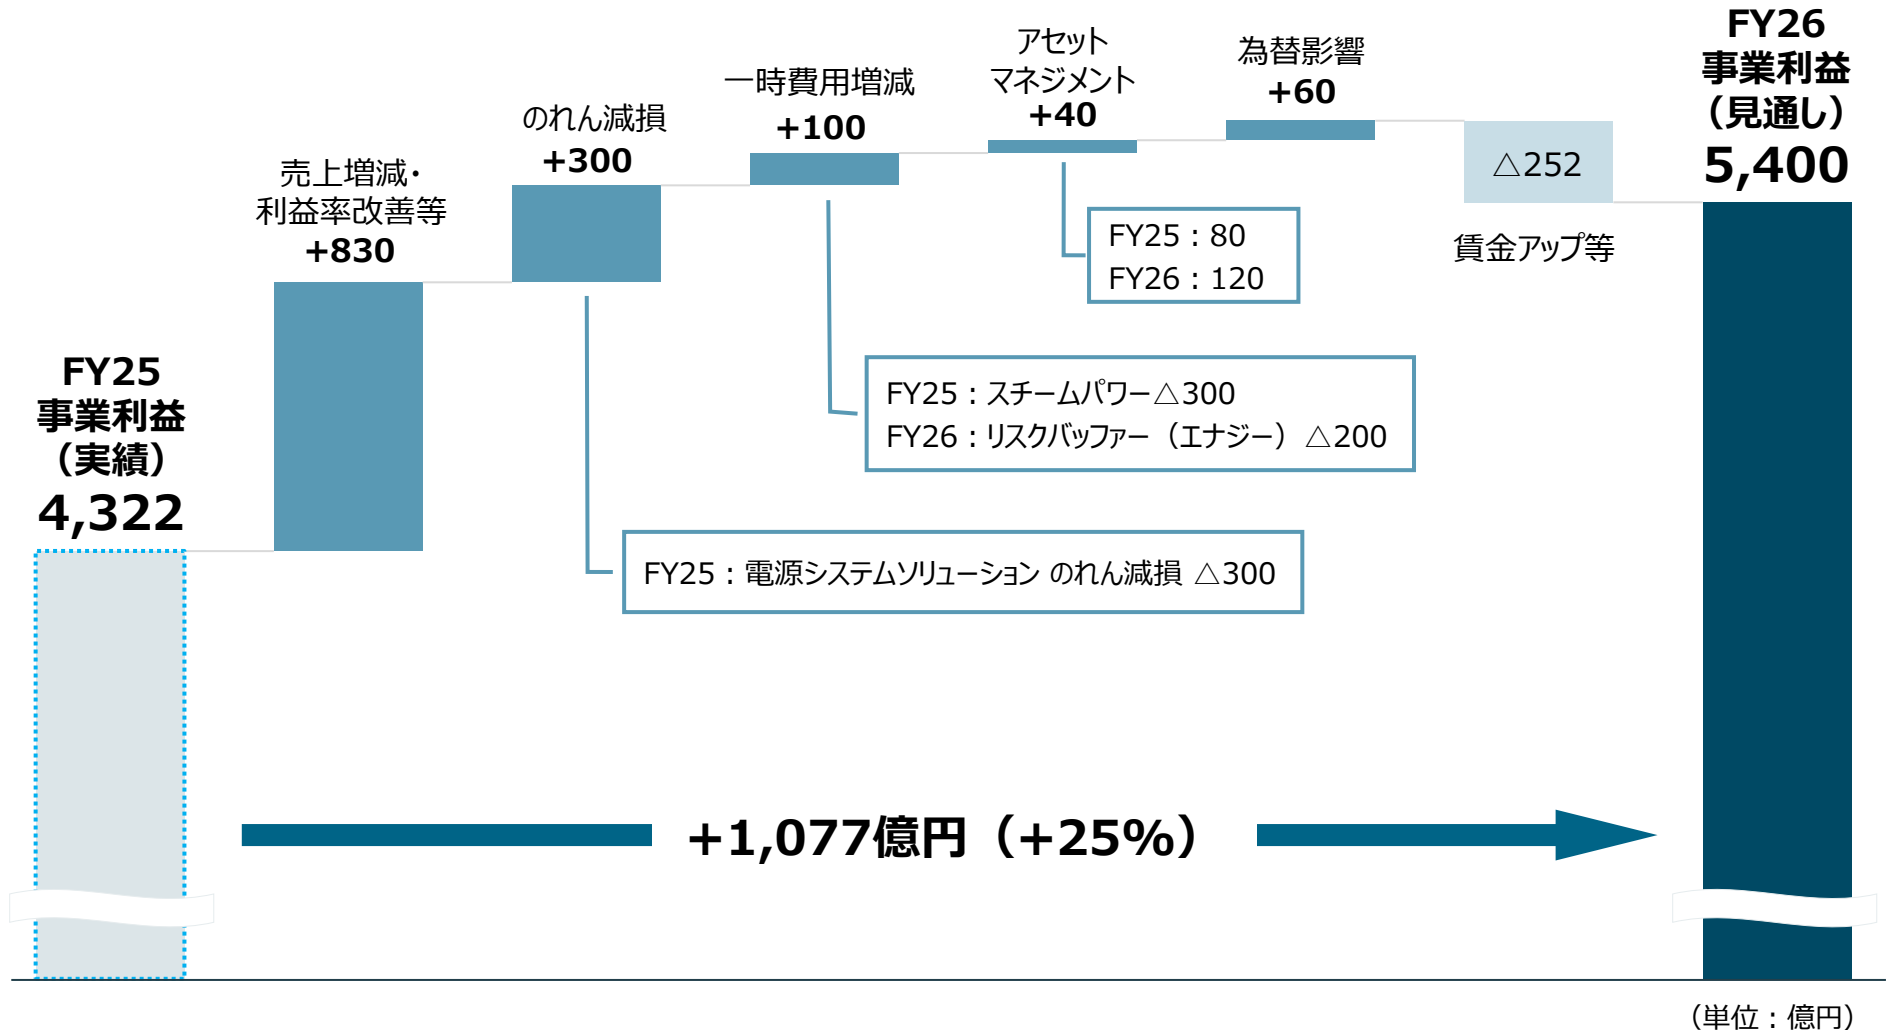 FY25
事業利益
（実績）
4,322
売上増減・
利益率改善等
+830
のれん減損
+300
一時費用増減
+100
アセット
マネジメント
+40
為替影響
+60
△252
賃金アップ等
FY26
事業利益
（見通し）
5,400
FY25：80
FY26：120
FY25：スチームパワー△300
FY26：リスクバッファー（エナジー）△200
FY25：電源システムソリューション のれん減損 △300
+1,077億円（+25%）
（単位：億円）